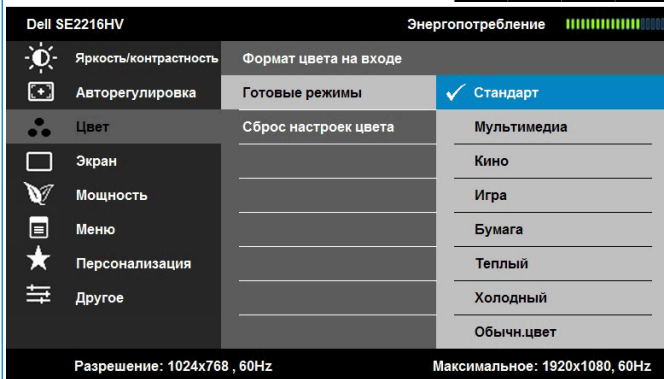 Dell SE2216HV Энергопотребление
Яркость/контрастность Формат цвета на входе
Авторегулировка Готовые режимы Стандарт
Цвет Сброс настроек цвета Мультимедиа
Экран Кино
Мощность Игра
Меню Бумага
Персонализация Теплый
Другое Холодный
Обычн.цвет
Разрешение: 1024x768 , 60Hz Максимальное: 1920x1080, 60Hz